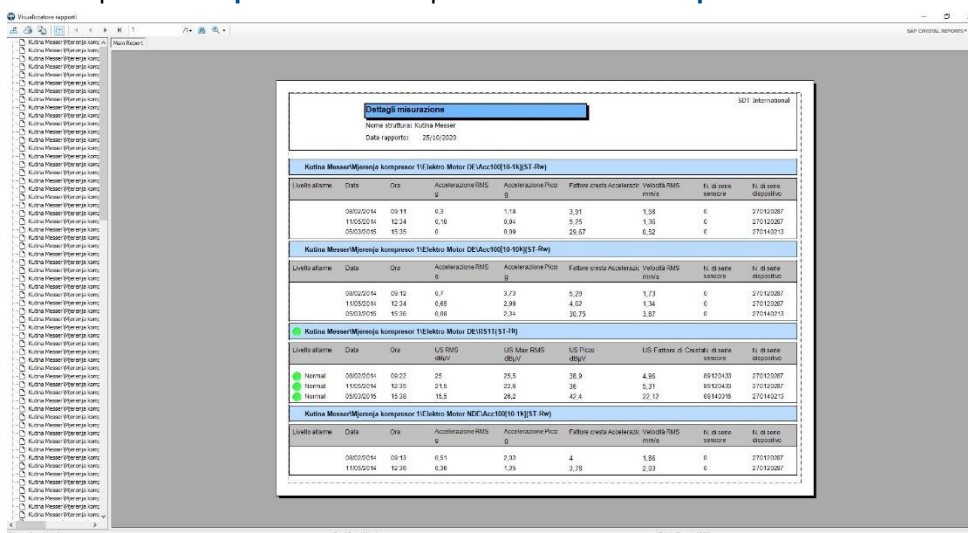 Visualizzatore rapporti
SAP CRYSTAL REPORTS
Main Report
Kutina Messer\Mjerenja komp
SDT International
Dettagli misurazione
Nome struttura: Kutina Messer
Data rapporto: 25/10/2020
Kutina Messer\Mjerenja kompresor 1\Elektro Motor DE\Acc100[10-1k](ST-Rw)
Livello allarme Data Ora Accelerazione RMS Accelerazione Picco Fattore cresta Accelerazic Velocità RMS N. di serie N. di serie
g g mm/s sensore dispositivo
08/02/2014 09:11 0,3 1,18 3,91 1,58 0 270120287
11/05/2014 12:34 0,18 0,94 5,25 1,36 0 270120287
05/03/2015 15:35 0 0,09 29,67 0,52 0 270140213
Kutina Messer\Mjerenja kompresor 1\Elektro Motor DE\Acc100[10-10k](ST-Rw)
Livello allarme Data Ora Accelerazione RMS Accelerazione Picco Fattore cresta Accelerazic Velocità RMS N. di serie N. di serie
g g mm/s sensore dispositivo
08/02/2014 09:12 0,7 3,73 5,29 1,73 0 270120287
11/05/2014 12:34 0,65 2,99 4,62 1,34 0 270120287
05/03/2015 15:36 0,08 2,34 30,75 3,87 0 270140213
Kutina Messer\Mjerenja kompresor 1\Elektro Motor DE\RS1T(ST-Ht)
Livello allarme Data Ora US RMS US Max RMS US Picco US Fattore di Cresta N. di serie N. di serie
dBµV dBµV dBµV sensore dispositivo
Normal 08/02/2014 09:22 25 25,5 38,9 4,96 89120433 270120287
Normal 11/05/2014 12:35 21,5 22,6 36 5,31 89120433 270120287
Normal 05/03/2015 15:38 15,5 26,2 42,4 22,12 89140316 270140213
Kutina Messer\Mjerenja kompresor 1\Elektro Motor NDE\Acc100[10-1k](ST-Rw)
Livello allarme Data Ora Accelerazione RMS Accelerazione Picco Fattore cresta Accelerazic Velocità RMS N. di serie N. di serie
g g mm/s sensore dispositivo
08/02/2014 09:13 0,51 2,03 4 1,86 0 270120287
11/05/2014 12:36 0,36 1,35 3,78 2,03 0 270120287